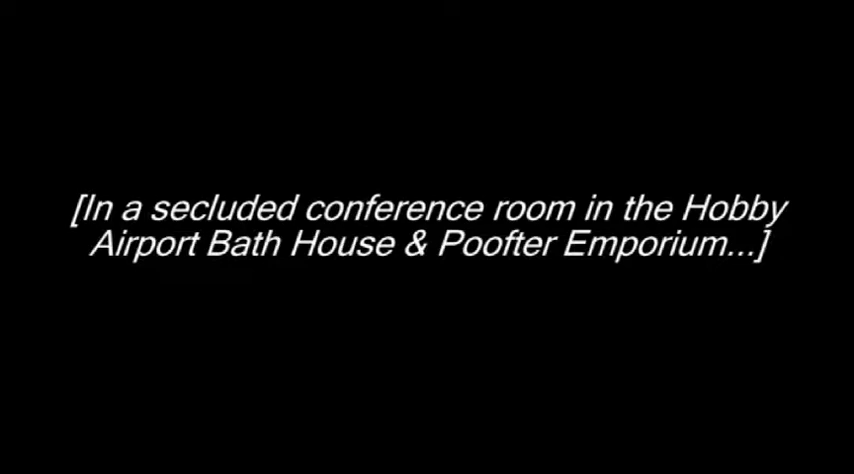 [In a secluded conference room in the Hobby
Airport Bath House & Poofter Emporium...]